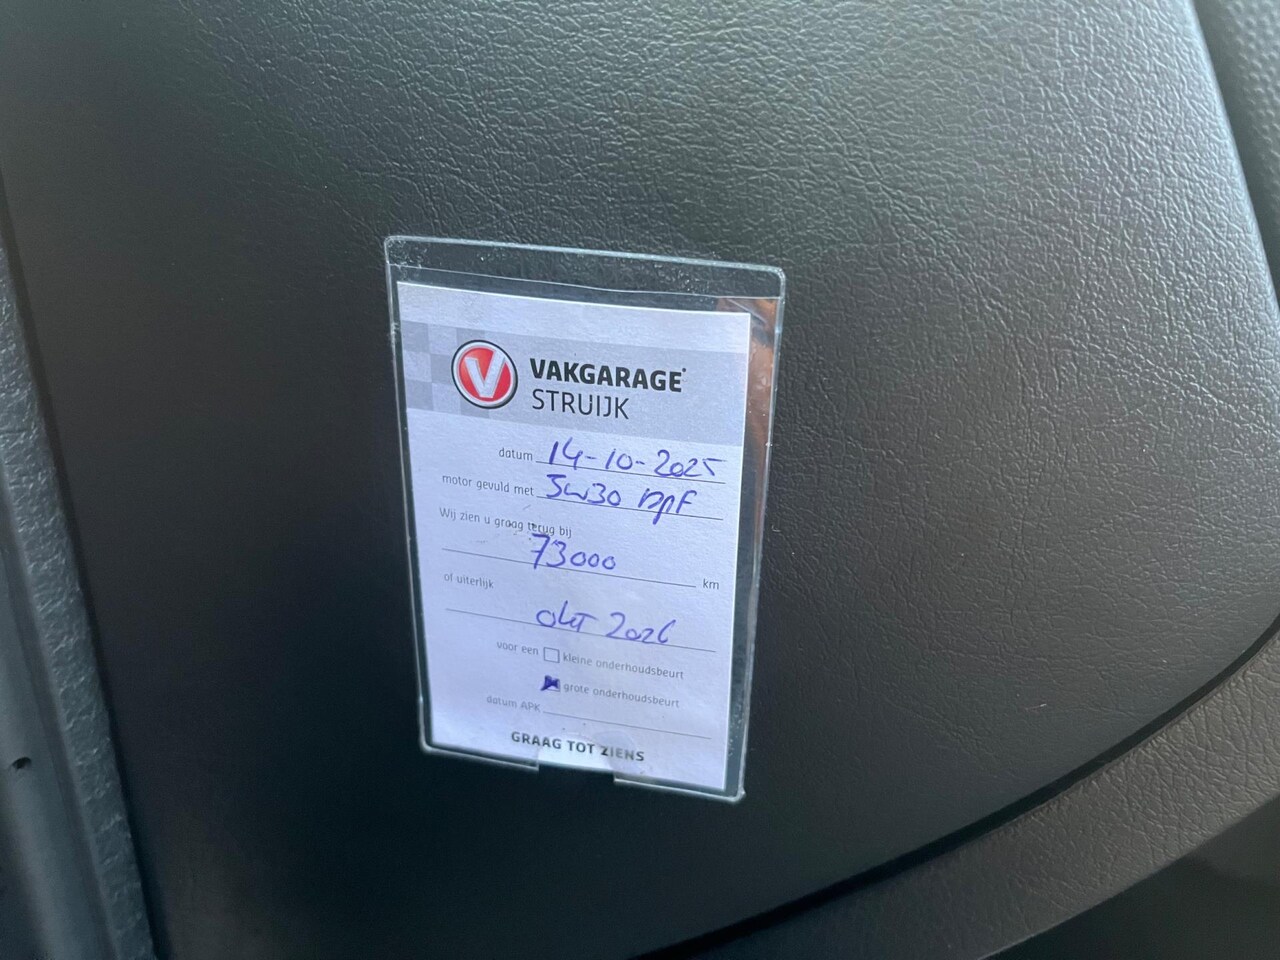 V VAKGARAGE
STRUIJK
datum 14-10-2025
motor gevuld met 5w30 DPF
Wij zien u graag terug bij
73000 km
of uiterlijk
okt 2026
voor een kleine onderhoudsbeurt
grote onderhoudsbeurt
datum APK
GRAAG TOT ZIENS